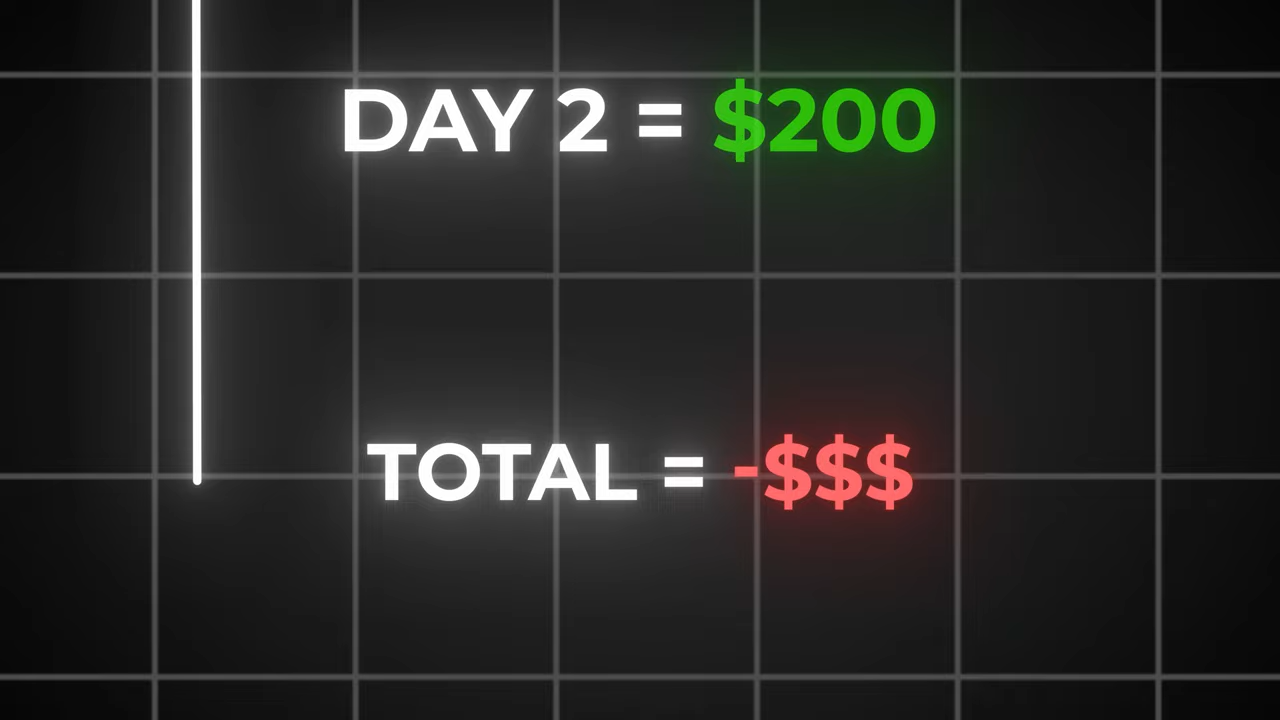 DAY 2 = $200
TOTAL = -$$$